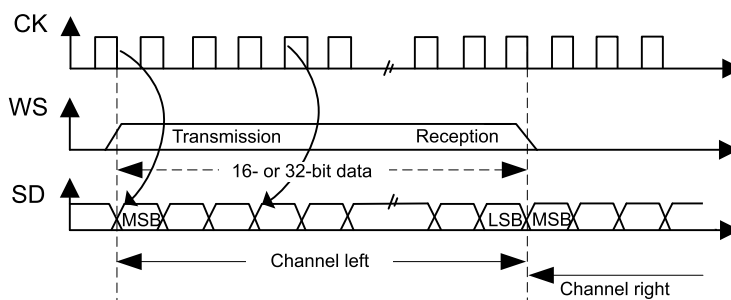 CK
WS
Transmission Reception
16- or 32-bit data
SD
MSB LSB MSB
Channel left
Channel right